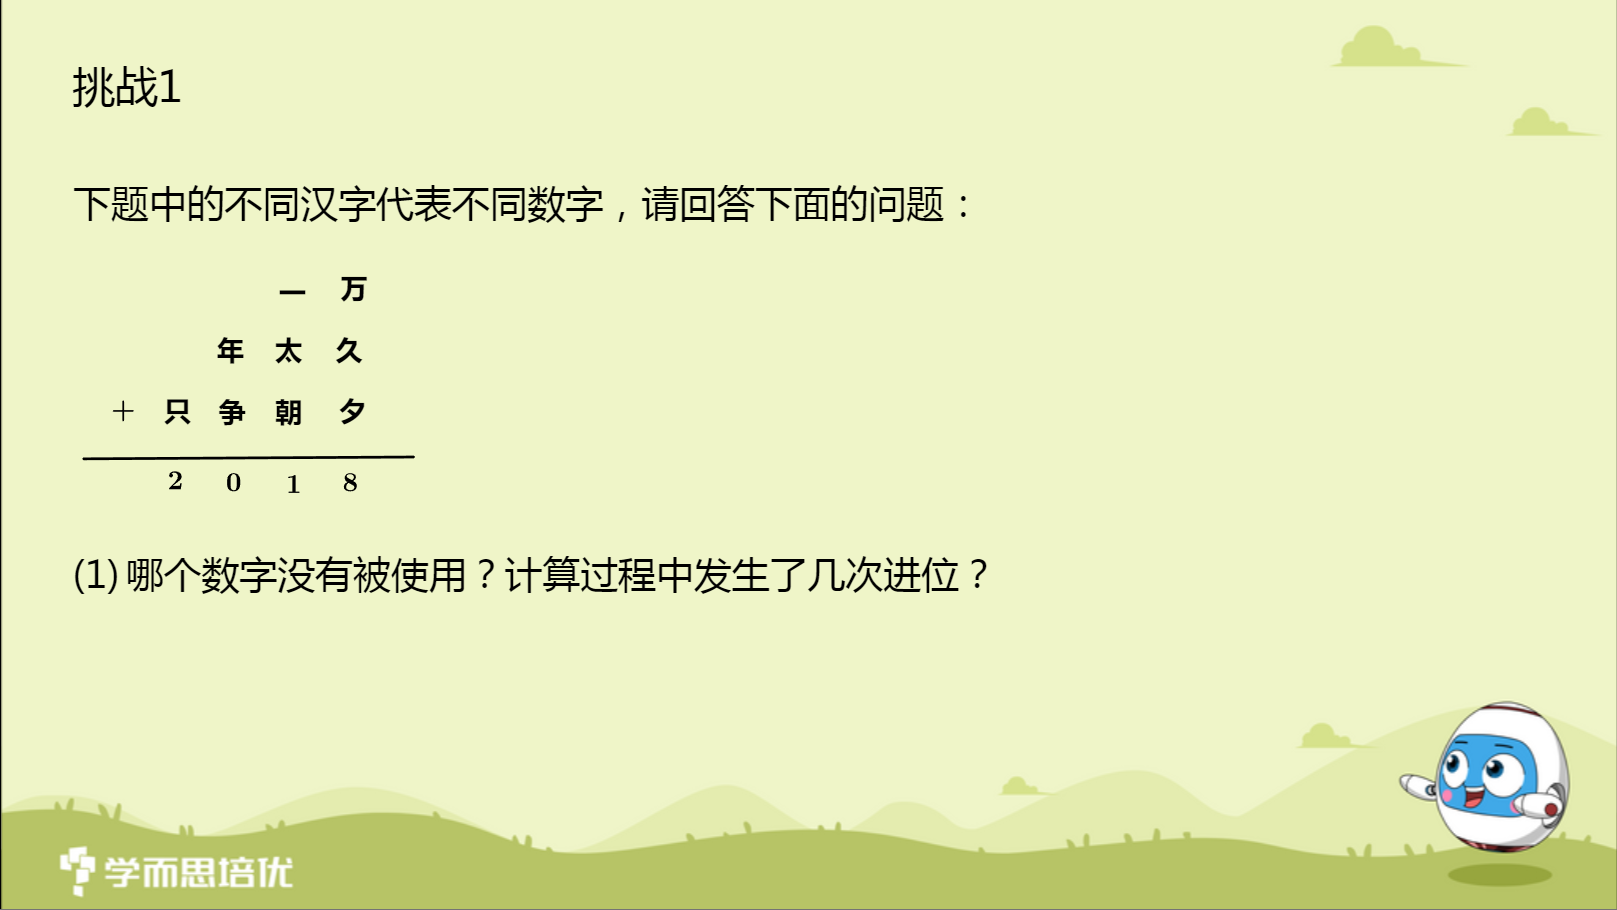 挑战1
下题中的不同汉字代表不同数字，请回答下面的问题：
一 万
年 太 久
+ 只 争 朝 夕
2 0 1 8
(1) 哪个数字没有被使用？计算过程中发生了几次进位？
学而思培优